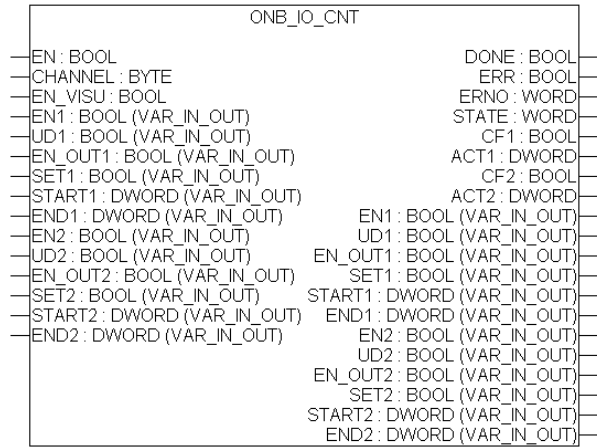 ONB_IO_CNT
EN : BOOL
CHANNEL : BYTE
EN_VISU : BOOL
EN1 : BOOL (VAR_IN_OUT)
UD1 : BOOL (VAR_IN_OUT)
EN_OUT1 : BOOL (VAR_IN_OUT)
SET1 : BOOL (VAR_IN_OUT)
START1 : DWORD (VAR_IN_OUT)
END1 : DWORD (VAR_IN_OUT)
EN2 : BOOL (VAR_IN_OUT)
UD2 : BOOL (VAR_IN_OUT)
EN_OUT2 : BOOL (VAR_IN_OUT)
SET2 : BOOL (VAR_IN_OUT)
START2 : DWORD (VAR_IN_OUT)
END2 : DWORD (VAR_IN_OUT)
DONE : BOOL
ERR : BOOL
ERNO : WORD
STATE : WORD
CF1 : BOOL
ACT1 : DWORD
CF2 : BOOL
ACT2 : DWORD
EN1 : BOOL (VAR_IN_OUT)
UD1 : BOOL (VAR_IN_OUT)
EN_OUT1 : BOOL (VAR_IN_OUT)
SET1 : BOOL (VAR_IN_OUT)
START1 : DWORD (VAR_IN_OUT)
END1 : DWORD (VAR_IN_OUT)
EN2 : BOOL (VAR_IN_OUT)
UD2 : BOOL (VAR_IN_OUT)
EN_OUT2 : BOOL (VAR_IN_OUT)
SET2 : BOOL (VAR_IN_OUT)
START2 : DWORD (VAR_IN_OUT)
END2 : DWORD (VAR_IN_OUT)